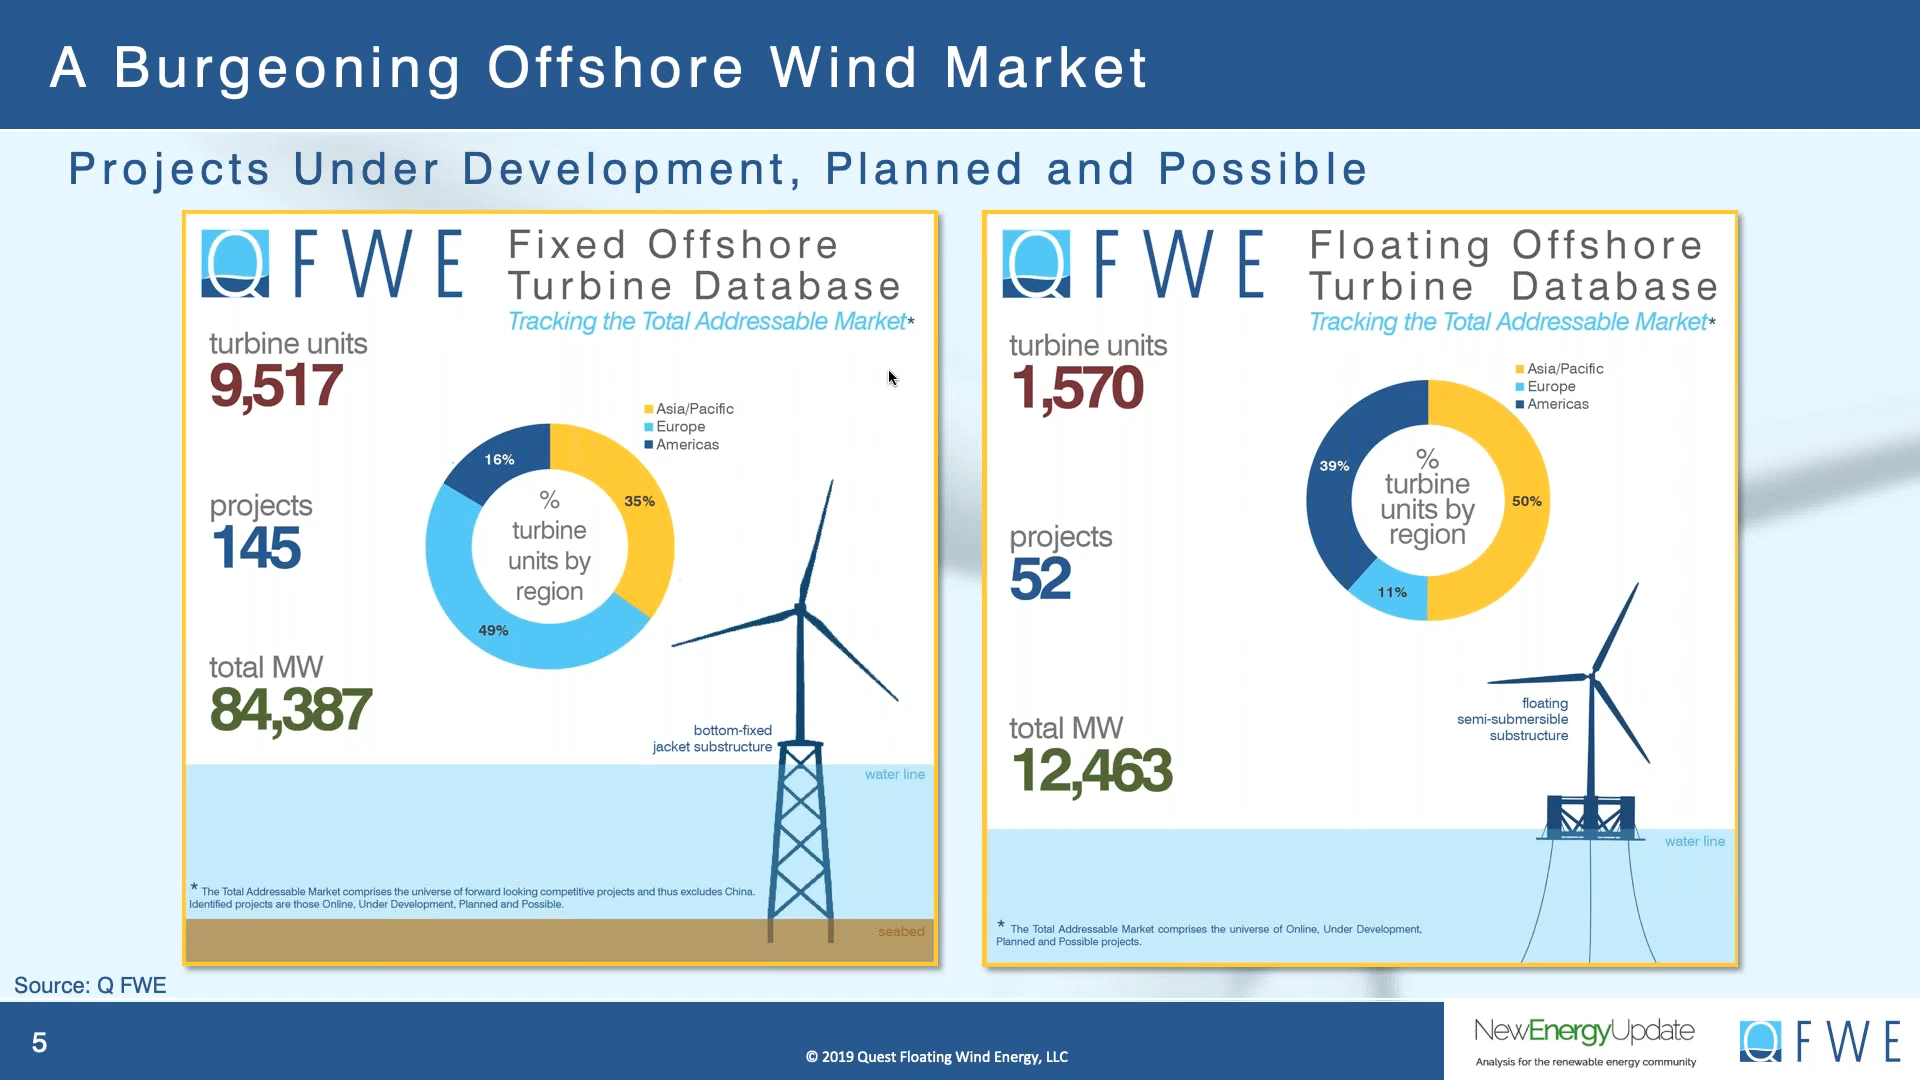 A Burgeoning Offshore Wind Market
Projects Under Development, Planned and Possible
Q FWE
Fixed Offshore
Turbine Database
Tracking the Total Addressable Market*
turbine units
9,517
projects
145
total MW
84,387
Asia/Pacific
Europe
Americas
16%
35%
49%
%
turbine
units by
region
bottom-fixed
jacket substructure
water line
* The Total Addressable Market comprises the universe of forward looking competitive projects and thus excludes China.
Identified projects are those Online, Under Development, Planned and Possible.
seabed
Q FWE
Floating Offshore
Turbine Database
Tracking the Total Addressable Market*
turbine units
1,570
projects
52
total MW
12,463
Asia/Pacific
Europe
Americas
39%
50%
11%
%
turbine
units by
region
floating
semi-submersible
substructure
water line
* The Total Addressable Market comprises the universe of Online, Under Development,
Planned and Possible projects.
Source: Q FWE
5
© 2019 Quest Floating Wind Energy, LLC
NewEnergyUpdate
Analysis for the renewable energy community
Q FWE